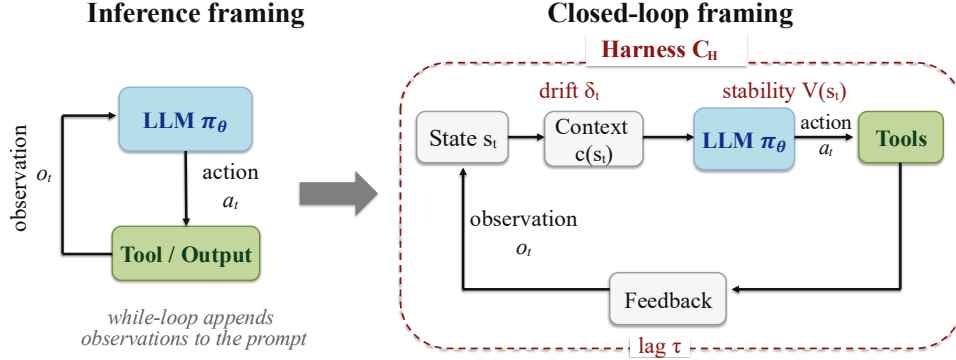 Inference framing
LLM π_θ
observation
o_t
action
a_t
Tool / Output
while-loop appends
observations to the prompt
Closed-loop framing
Harness C_H
drift δ_t
stability V(s_t)
State s_t
Context
c(s_t)
LLM π_θ
action
a_t
Tools
observation
o_t
Feedback
lag τ